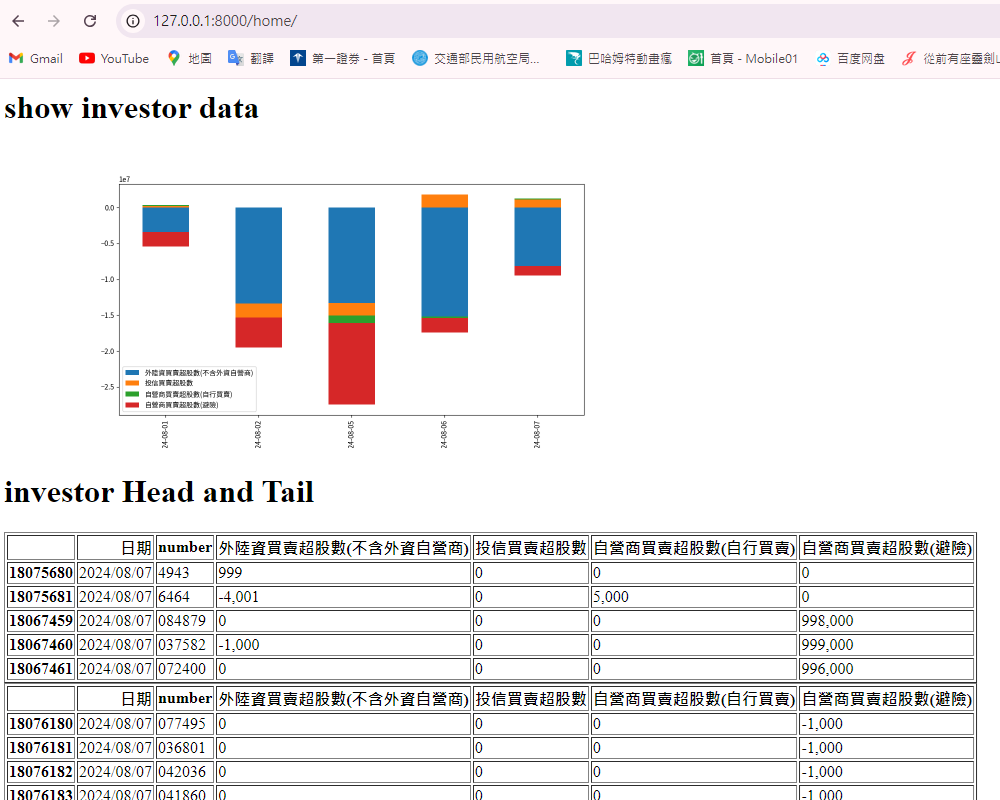 127.0.0.1:8000/home/
Gmail YouTube 地圖 翻譯 第一證券 - 首頁 交通部民用航空局... 巴哈姆特動畫瘋 首頁 - Mobile01 百度网盘 從前有座靈劍山
show investor data
1e7
0.0
−0.5
−1.0
−1.5
−2.0
−2.5
外陸資買賣超股數(不含外資自營商)
投信買賣超股數
自營商買賣超股數(自行買賣)
自營商買賣超股數(避險)
24-08-01 24-08-02 24-08-05 24-08-06 24-08-07
investor Head and Tail
日期 number 外陸資買賣超股數(不含外資自營商) 投信買賣超股數 自營商買賣超股數(自行買賣) 自營商買賣超股數(避險)
18075680 2024/08/07 4943 999 0 0 0
18075681 2024/08/07 6464 -4,001 0 5,000 0
18067459 2024/08/07 084879 0 0 0 998,000
18067460 2024/08/07 037582 -1,000 0 0 999,000
18067461 2024/08/07 072400 0 0 0 996,000
日期 number 外陸資買賣超股數(不含外資自營商) 投信買賣超股數 自營商買賣超股數(自行買賣) 自營商買賣超股數(避險)
18076180 2024/08/07 077495 0 0 0 -1,000
18076181 2024/08/07 036801 0 0 0 -1,000
18076182 2024/08/07 042036 0 0 0 -1,000
18076183 2024/08/07 041860 0 0 0 -1,000